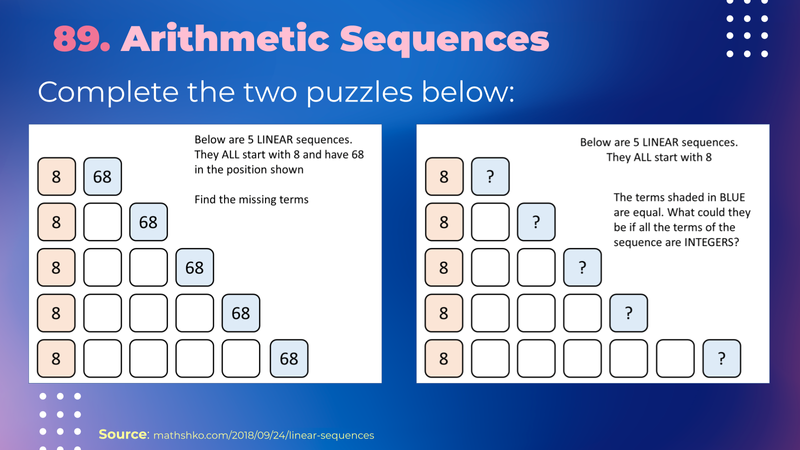 89. Arithmetic Sequences
Complete the two puzzles below:
Below are 5 LINEAR sequences.
They ALL start with 8 and have 68
in the position shown
Find the missing terms
8 68
8 68
8 68
8 68
8 68
Below are 5 LINEAR sequences.
They ALL start with 8
The terms shaded in BLUE
are equal. What could they
be if all the terms of the
sequence are INTEGERS?
8 ?
8 ?
8 ?
8 ?
8 ?
Source: mathshko.com/2018/09/24/linear-sequences